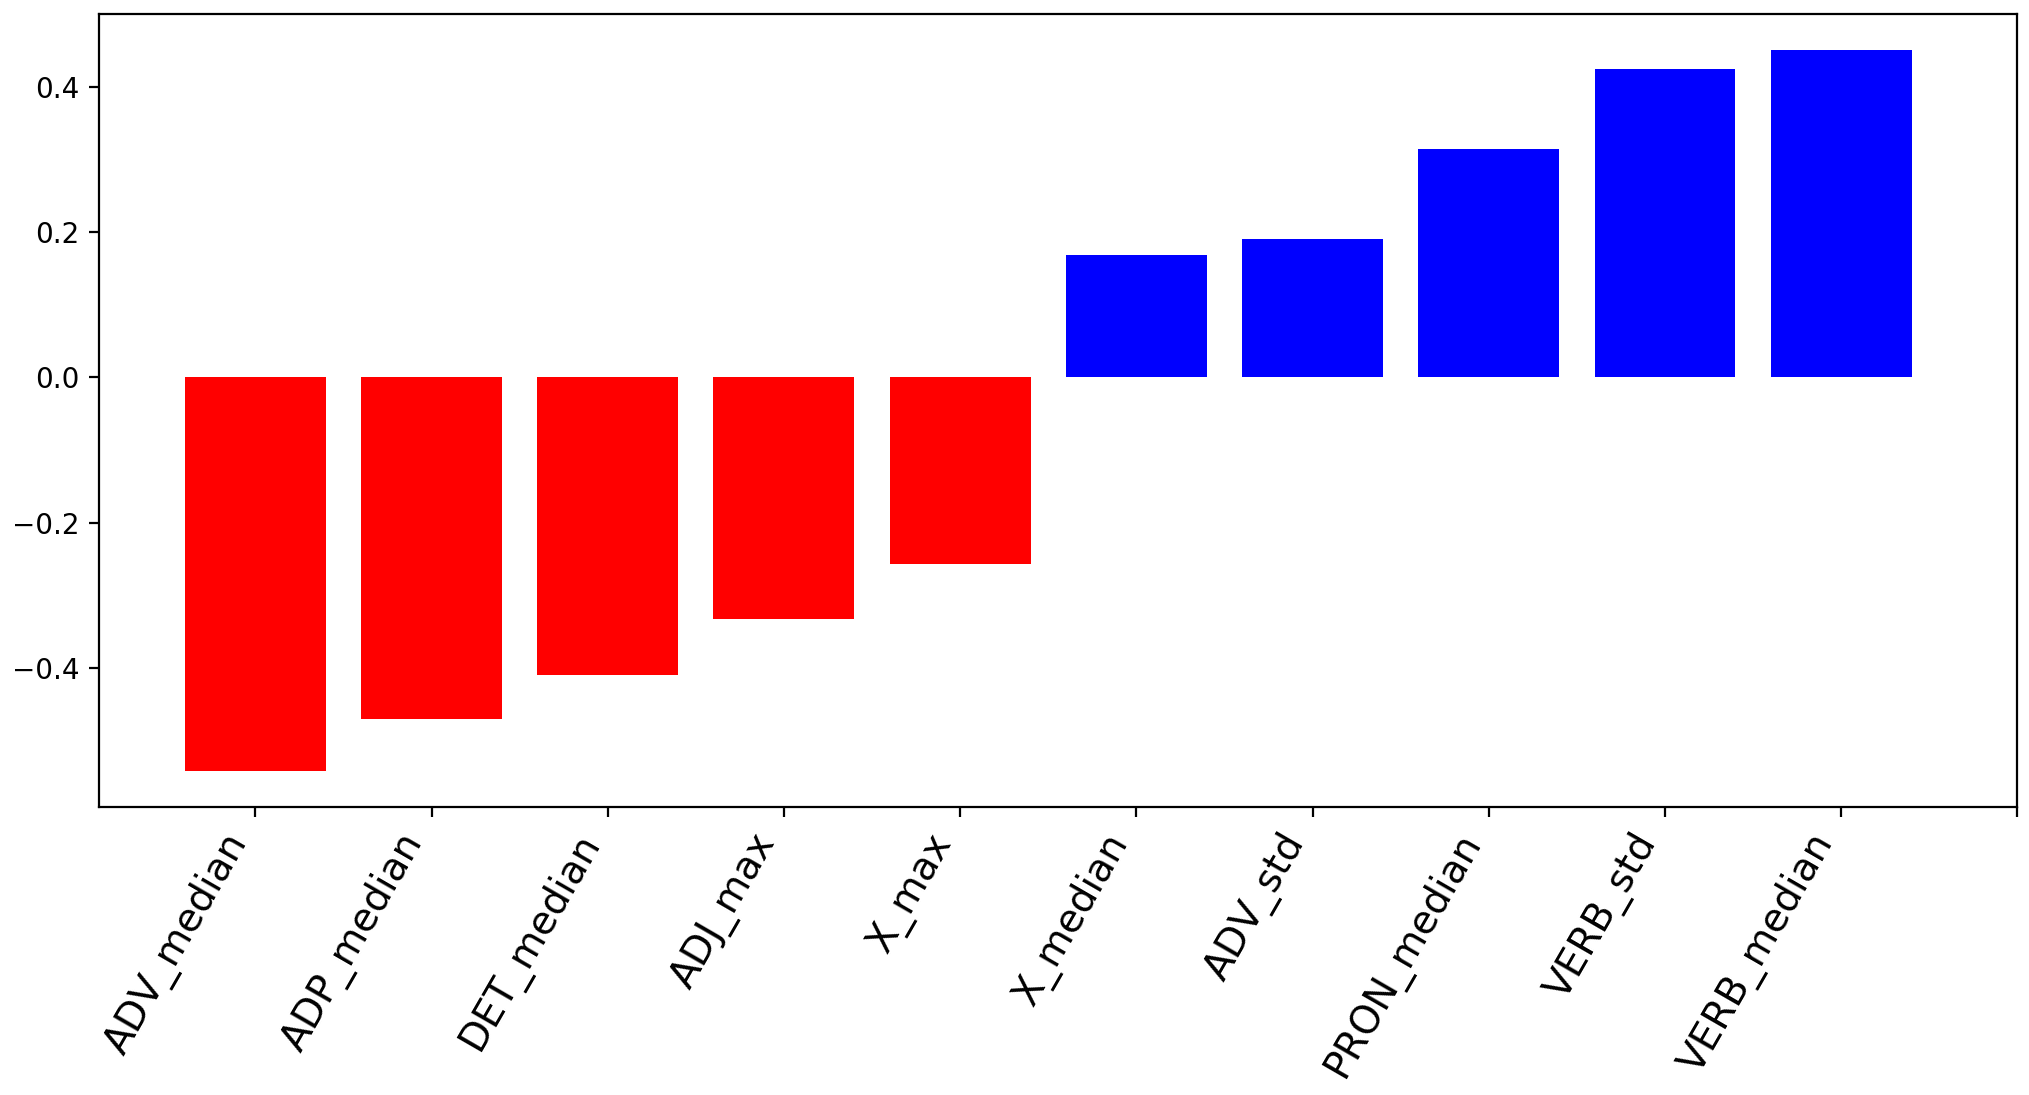 0.4
0.2
0.0
−0.2
−0.4
ADV_median
ADP_median
DET_median
ADJ_max
X_max
X_median
ADV_std
PRON_median
VERB_std
VERB_median